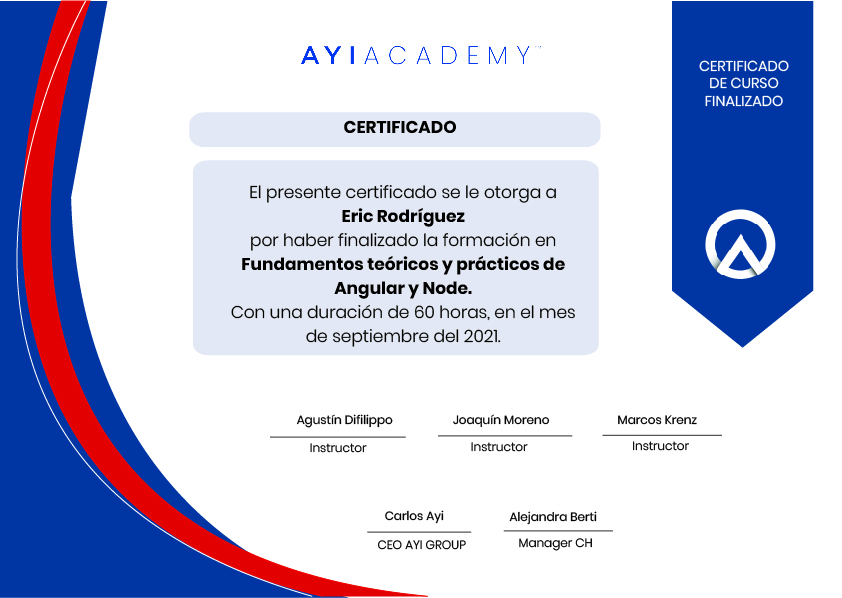 AYIACADEMY
CERTIFICADO
DE CURSO
FINALIZADO
CERTIFICADO
El presente certificado se le otorga a
Eric Rodríguez
por haber finalizado la formación en
Fundamentos teóricos y prácticos de
Angular y Node.
Con una duración de 60 horas, en el mes
de septiembre del 2021.
Agustín Difilippo
Instructor
Joaquín Moreno
Instructor
Marcos Krenz
Instructor
Carlos Ayi
CEO AYI GROUP
Alejandra Berti
Manager CH